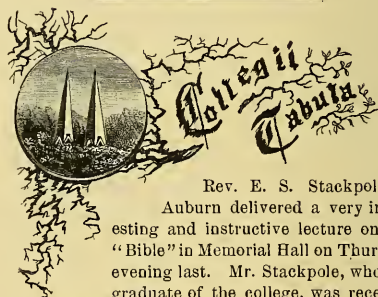 Collegii
Tabula
Rev. E. S. Stackpol
Auburn delivered a very in
esting and instructive lecture on
"Bible" in Memorial Hall on Thur
evening last. Mr. Stackpole, who
graduate of the college, was rece